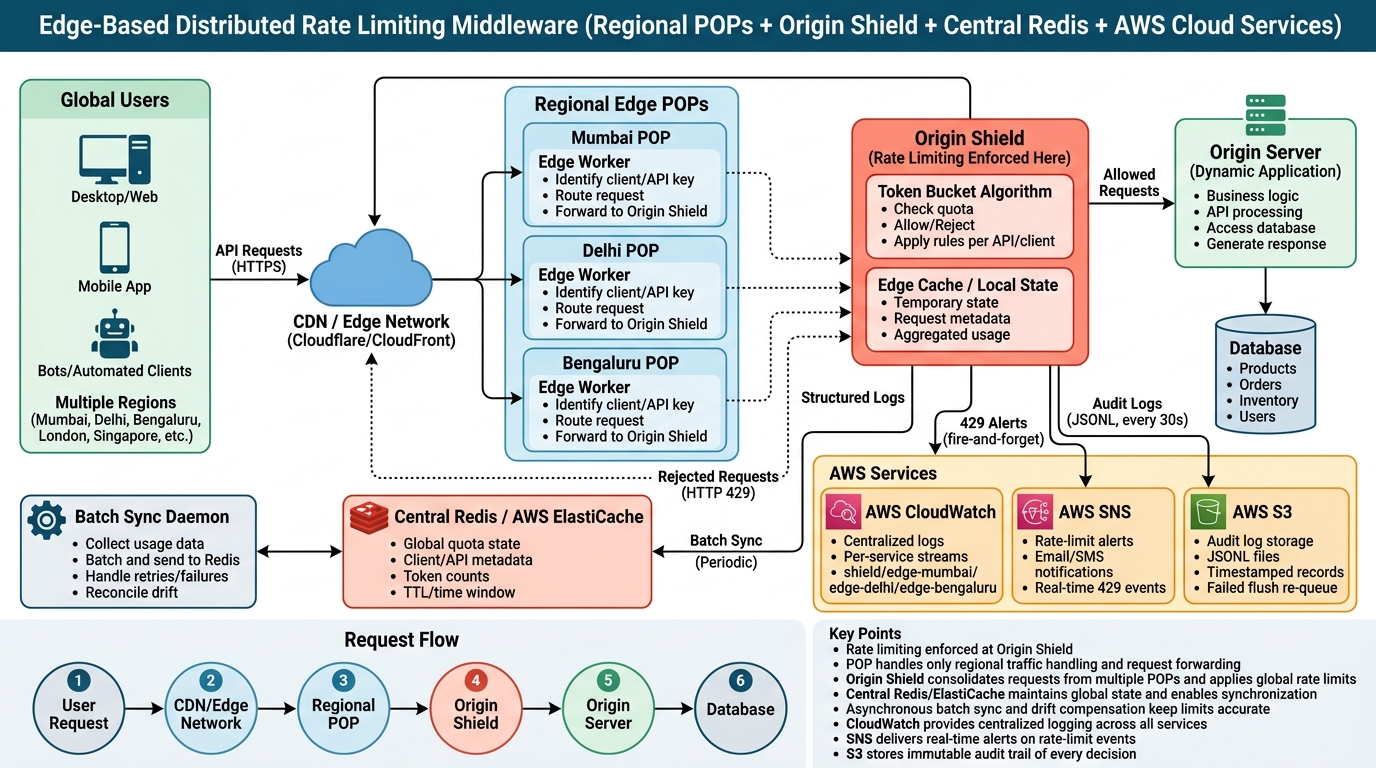 Edge-Based Distributed Rate Limiting Middleware (Regional POPs + Origin Shield + Central Redis + AWS Cloud Services)
Global Users
Desktop/Web
Mobile App
Bots/Automated Clients
Multiple Regions
(Mumbai, Delhi, Bengaluru,
London, Singapore, etc.)
API Requests
(HTTPS)
CDN / Edge Network
(Cloudflare/CloudFront)
Regional Edge POPs
Mumbai POP
Edge Worker
• Identify client/API key
• Route request
• Forward to Origin Shield
Delhi POP
Edge Worker
• Identify client/API key
• Route request
• Forward to Origin Shield
Bengaluru POP
Edge Worker
• Identify client/API key
• Route request
• Forward to Origin Shield
Rejected Requests
(HTTP 429)
Origin Shield
(Rate Limiting Enforced Here)
Token Bucket Algorithm
• Check quota
• Allow/Reject
• Apply rules per API/client
Edge Cache / Local State
• Temporary state
• Request metadata
• Aggregated usage
Allowed
Requests
Origin Server
(Dynamic Application)
• Business logic
• API processing
• Access database
• Generate response
Database
• Products
• Orders
• Inventory
• Users
Structured Logs
429 Alerts
(fire-and-forget)
Audit Logs
(JSONL, every 30s)
Batch Sync Daemon
• Collect usage data
• Batch and send to Redis
• Handle retries/failures
• Reconcile drift
Central Redis / AWS ElastiCache
• Global quota state
• Client/API metadata
• Token counts
• TTL/time window
Batch Sync
(Periodic)
AWS Services
AWS CloudWatch
• Centralized logs
• Per-service streams
• shield/edge-mumbai/
edge-delhi/edge-bengaluru
AWS SNS
• Rate-limit alerts
• Email/SMS
notifications
• Real-time 429 events
AWS S3
• Audit log storage
• JSONL files
• Timestamped records
• Failed flush re-queue
Request Flow
1
User
Request
2
CDN/Edge
Network
3
Regional
POP
4
Origin
Shield
5
Origin
Server
6
Database
Key Points
• Rate limiting enforced at Origin Shield
• POP handles only regional traffic handling and request forwarding
• Origin Shield consolidates requests from multiple POPs and applies global rate limits
• Central Redis/ElastiCache maintains global state and enables synchronization
• Asynchronous batch sync and drift compensation keep limits accurate
• CloudWatch provides centralized logging across all services
• SNS delivers real-time alerts on rate-limit events
• S3 stores immutable audit trail of every decision